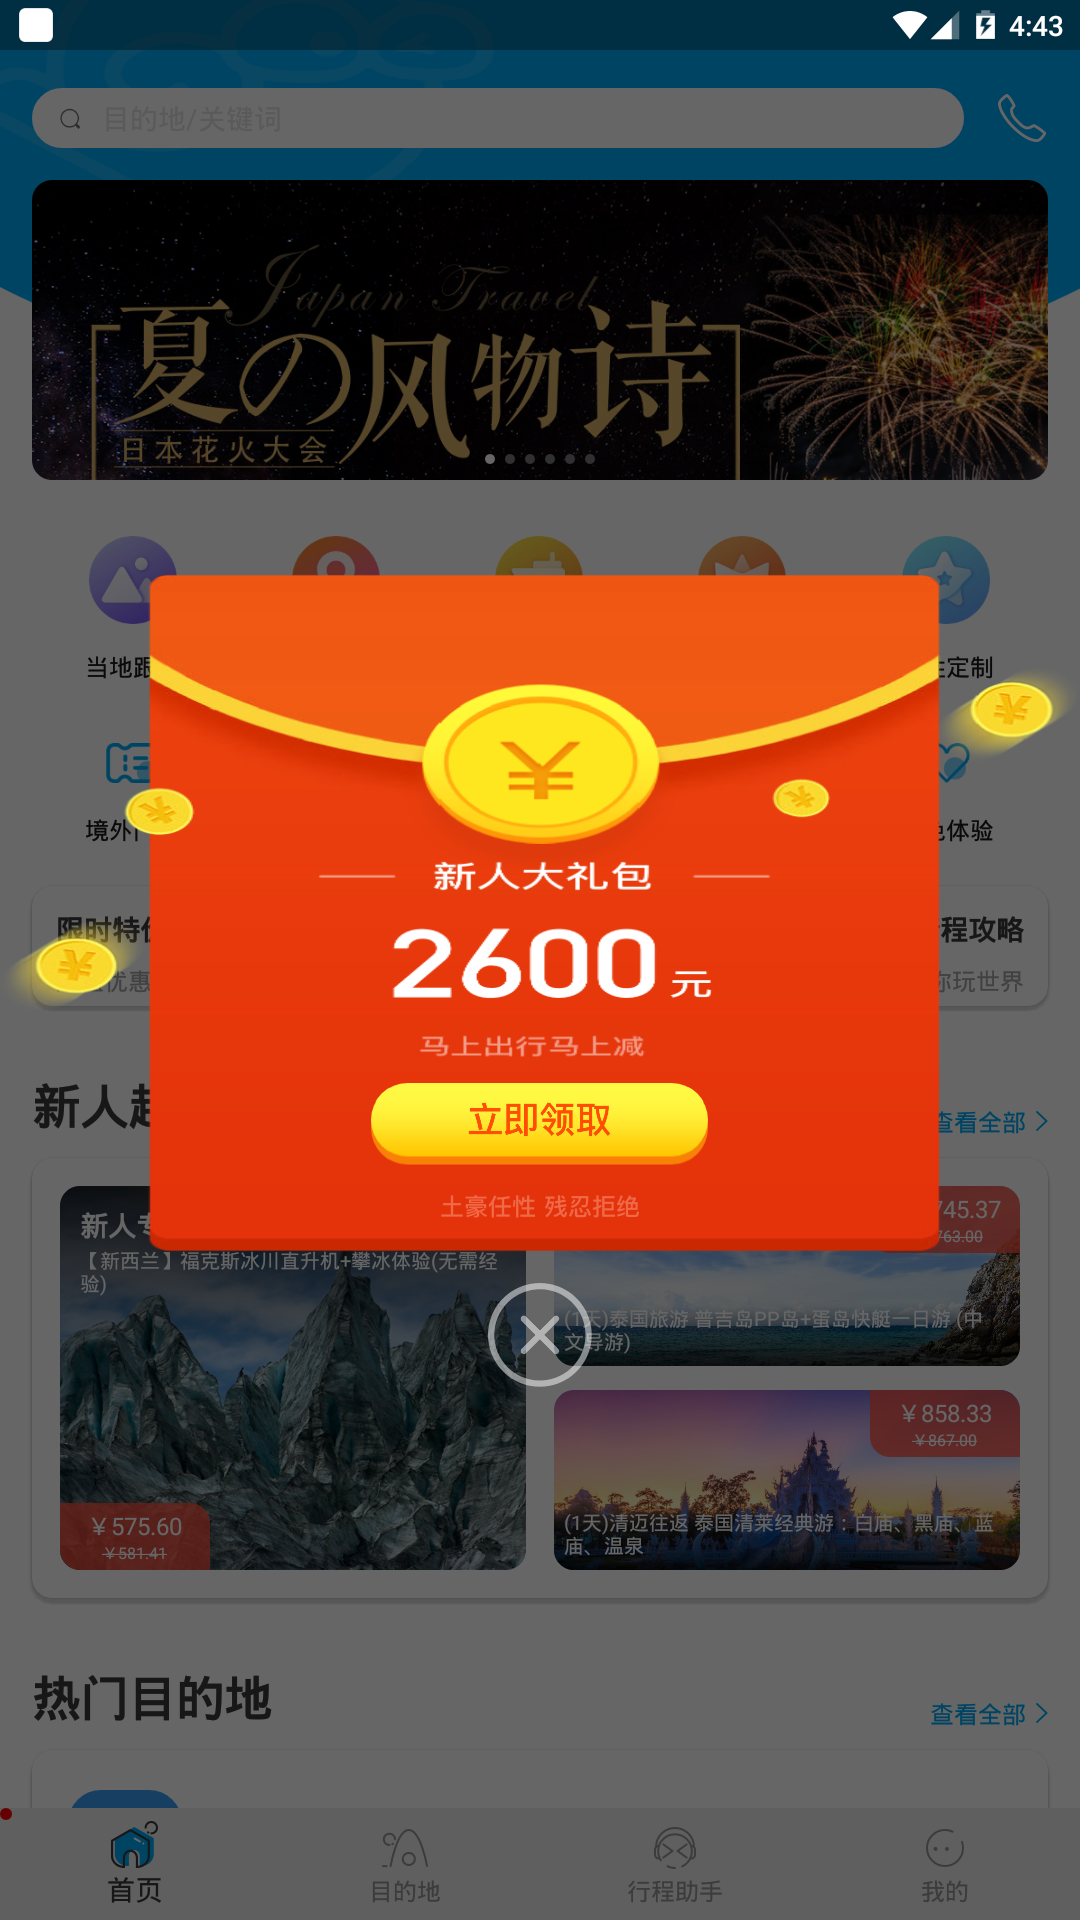 4:43
目的地/关键词
Japan Travel
夏の风物诗
日本花火大会
当地跟
定制
境外
体验
限时特
程攻略
优惠
你玩世界
¥
新人大礼包
2600元
马上出行马上减
立即领取
土豪任性 残忍拒绝
新人
查看全部
新人专
【新西兰】福克斯冰川直升机+攀冰体验(无需经
验)
¥575.60
¥581.41
745.37
763.00
(1天)泰国旅游 普吉岛PP岛+蛋岛快艇一日游 (中
文导游)
¥858.33
¥867.00
(1天)清迈往返 泰国清莱经典游：白庙、黑庙、蓝
庙、温泉
热门目的地
查看全部
首页
目的地
行程助手
我的